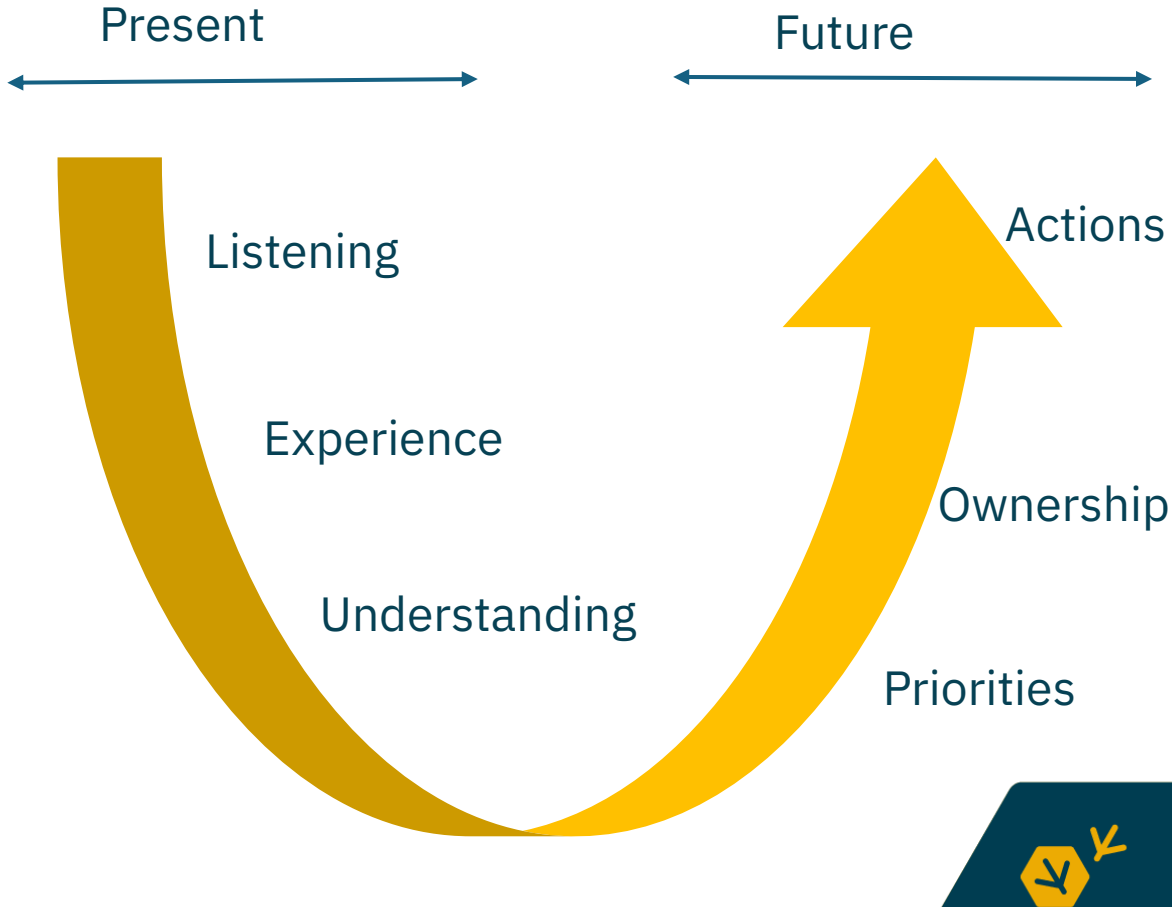 Present
Future
Listening
Experience
Understanding
Actions
Ownership
Priorities